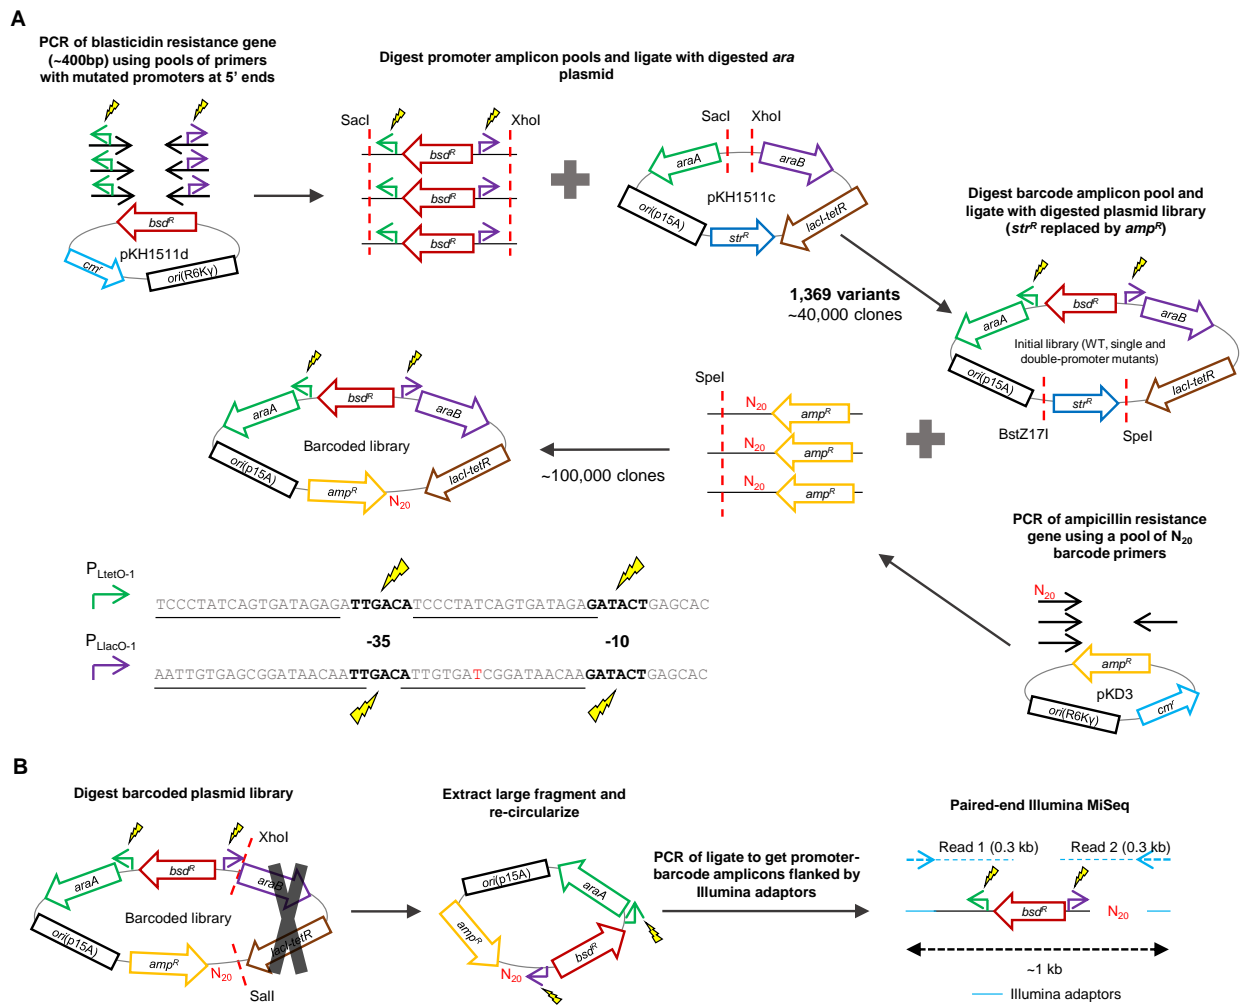 A
PCR of blasticidin resistance gene
(~400bp) using pools of primers
with mutated promoters at 5' ends
bsdR
pKH1511d
cmr
ori(R6Kγ)
Digest promoter amplicon pools and ligate with digested ara
plasmid
SacI
XhoI
bsdR
bsdR
bsdR
SacI
XhoI
araA
araB
pKH1511c
ori(p15A)
strR
lacI-tetR
1,369 variants
~40,000 clones
Digest barcode amplicon pool and
ligate with digested plasmid library
(strR replaced by ampR)
araA
bsdR
araB
Initial library (WT, single and
double-promoter mutants)
ori(p15A)
strR
lacI-tetR
BstZ17I
SpeI
araA
bsdR
araB
Barcoded library
ori(p15A)
ampR
N20
lacI-tetR
~100,000 clones
SpeI
N20
ampR
N20
ampR
N20
ampR
PCR of ampicillin resistance
gene using a pool of N20
barcode primers
N20
ampR
pKD3
ori(R6Kγ)
cmr
PLtetO-1
TCCCTATCAGTGATAGAGATTGACATCCCTATCAGTGATAGAGATACTGAGCAC
-35
-10
PLlacO-1
AATTGTGAGCGGATAACAATTGACATTGTGATCGGATAACAAGATACTGAGCAC
B
Digest barcoded plasmid library
XhoI
araA
bsdR
araB
Barcoded library
ori(p15A)
ampR
N20
lacI-tetR
SalI
Extract large fragment and
re-circularize
ori(p15A)
araA
ampR
bsdR
N20
PCR of ligate to get promoter-
barcode amplicons flanked by
Illumina adaptors
Paired-end Illumina MiSeq
Read 1 (0.3 kb)
Read 2 (0.3 kb)
bsdR
N20
~1 kb
Illumina adaptors